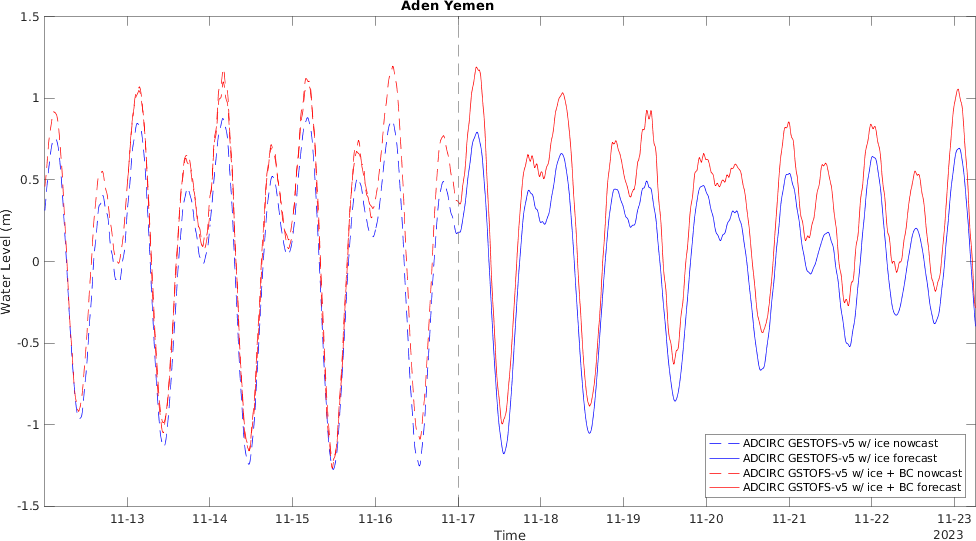 Aden Yemen
1.5
1
0.5
0
-0.5
-1
-1.5
Water Level (m)
ADCIRC GESTOFS-v5 w/ ice nowcast
ADCIRC GESTOFS-v5 w/ ice forecast
ADCIRC GSTOFS-v5 w/ ice + BC nowcast
ADCIRC GSTOFS-v5 w/ ice + BC forecast
11-13 11-14 11-15 11-16 11-17 11-18 11-19 11-20 11-21 11-22 11-23
Time
2023